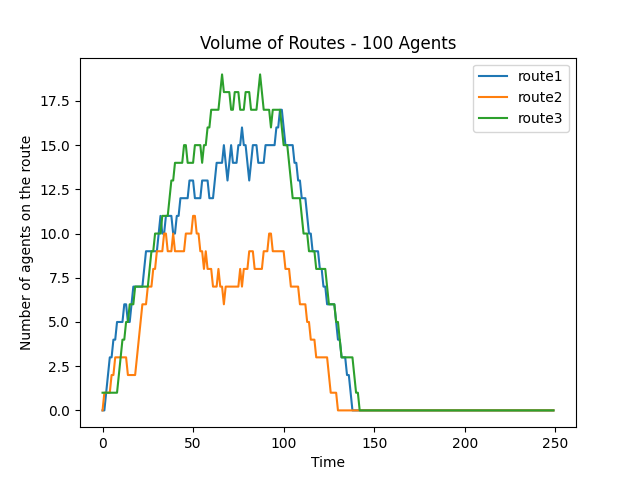 Volume of Routes - 100 Agents
route1
route2
route3
Number of agents on the route
17.5
15.0
12.5
10.0
7.5
5.0
2.5
0.0
0
50
100
150
200
250
Time